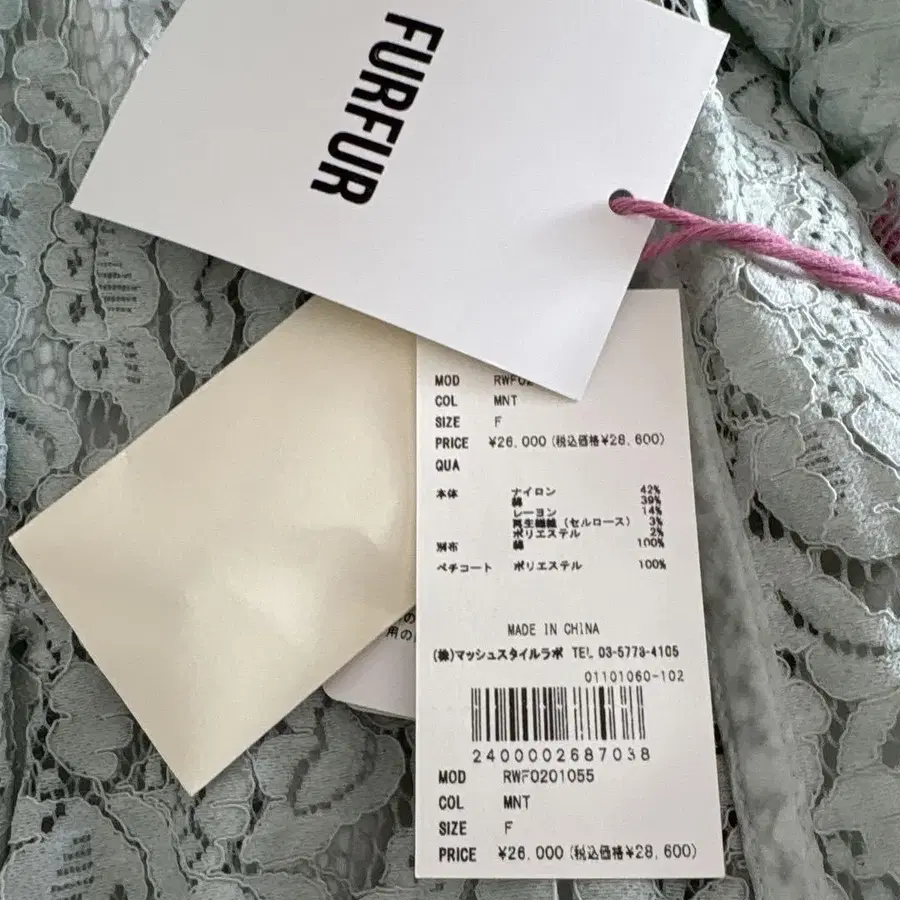 FURFUR
MOD RWF02
COL MNT
SIZE F
PRICE ¥26,000 (税込価格¥28,600)
QUA
本体 ナイロン 42%
綿 39%
レーヨン 14%
再生繊維 (セルロース) 3%
ポリエステル 2%
別布 綿 100%
ペチコート ポリエステル 100%
の
用の
MADE IN CHINA
(株)マッシュスタイルラボ TEL 03-5778-4105
01101060-102
2400002687038
MOD RWF0201055
COL MNT
SIZE F
PRICE ¥26,000 (税込価格¥28,600)